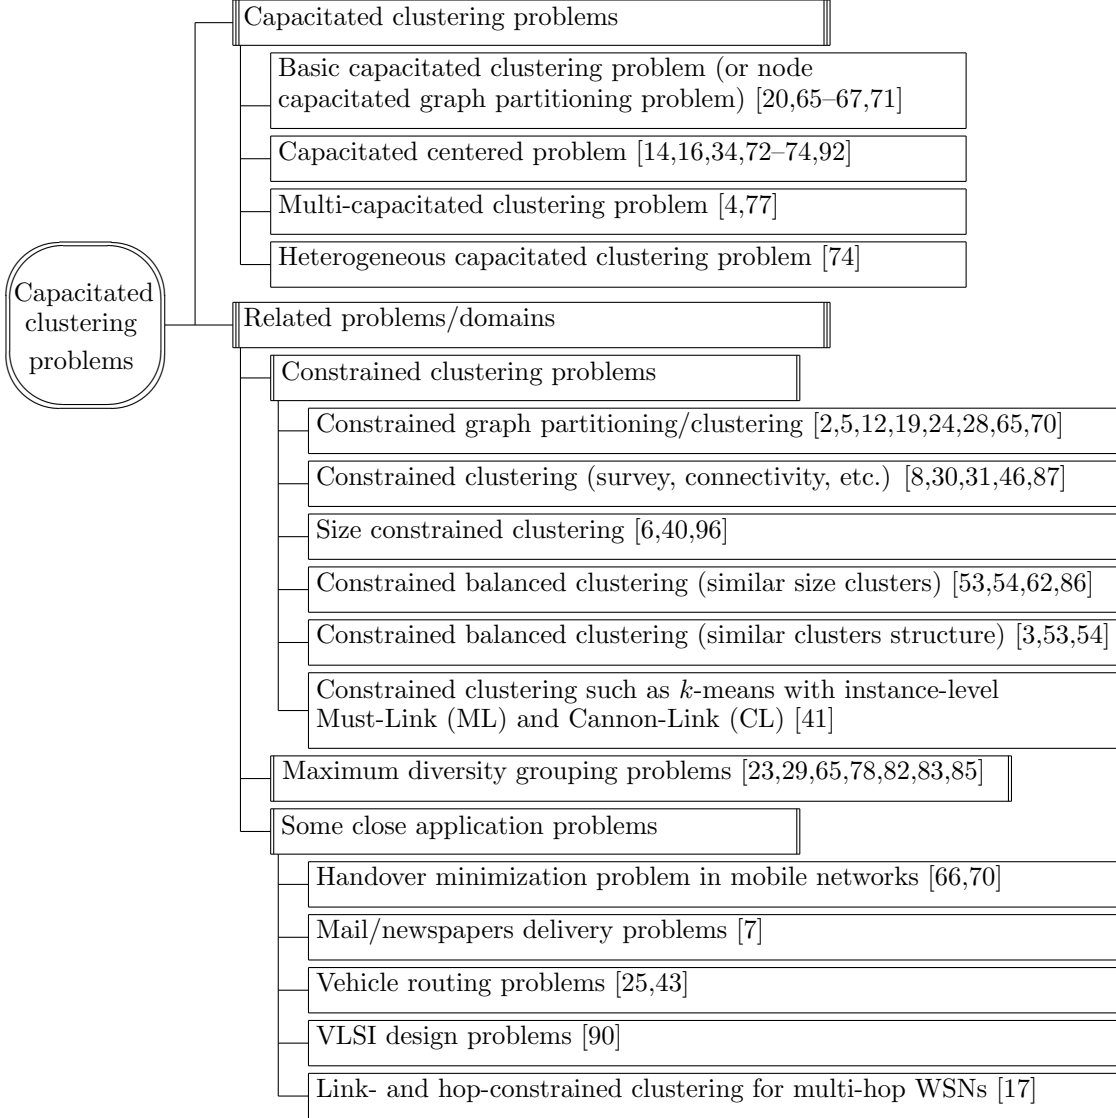 Capacitated clustering problems
Basic capacitated clustering problem (or node
capacitated graph partitioning problem) [20,65–67,71]
Capacitated centered problem [14,16,34,72–74,92]
Multi-capacitated clustering problem [4,77]
Heterogeneous capacitated clustering problem [74]
Capacitated
clustering
problems
Related problems/domains
Constrained clustering problems
Constrained graph partitioning/clustering [2,5,12,19,24,28,65,70]
Constrained clustering (survey, connectivity, etc.) [8,30,31,46,87]
Size constrained clustering [6,40,96]
Constrained balanced clustering (similar size clusters) [53,54,62,86]
Constrained balanced clustering (similar clusters structure) [3,53,54]
Constrained clustering such as k-means with instance-level
Must-Link (ML) and Cannon-Link (CL) [41]
Maximum diversity grouping problems [23,29,65,78,82,83,85]
Some close application problems
Handover minimization problem in mobile networks [66,70]
Mail/newspapers delivery problems [7]
Vehicle routing problems [25,43]
VLSI design problems [90]
Link- and hop-constrained clustering for multi-hop WSNs [17]